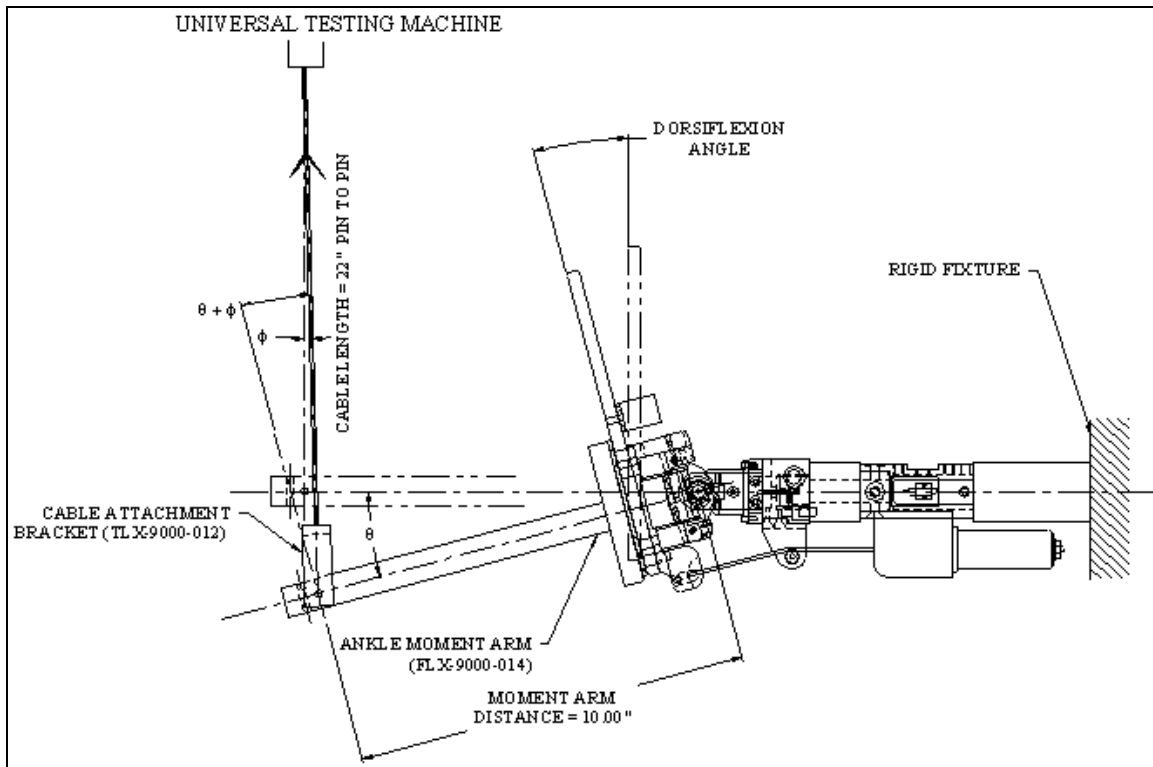 UNIVERSAL TESTING MACHINE
DORSIFLEXION
ANGLE
CABLE LENGTH = 22" PIN TO PIN
RIGID FIXTURE
θ + ϕ
ϕ
CABLE ATTACHMENT
BRACKET (TLX-9000-012)
θ
ANKLE MOMENT ARM
(FLX-9000-014)
MOMENT ARM
DISTANCE = 10.00"